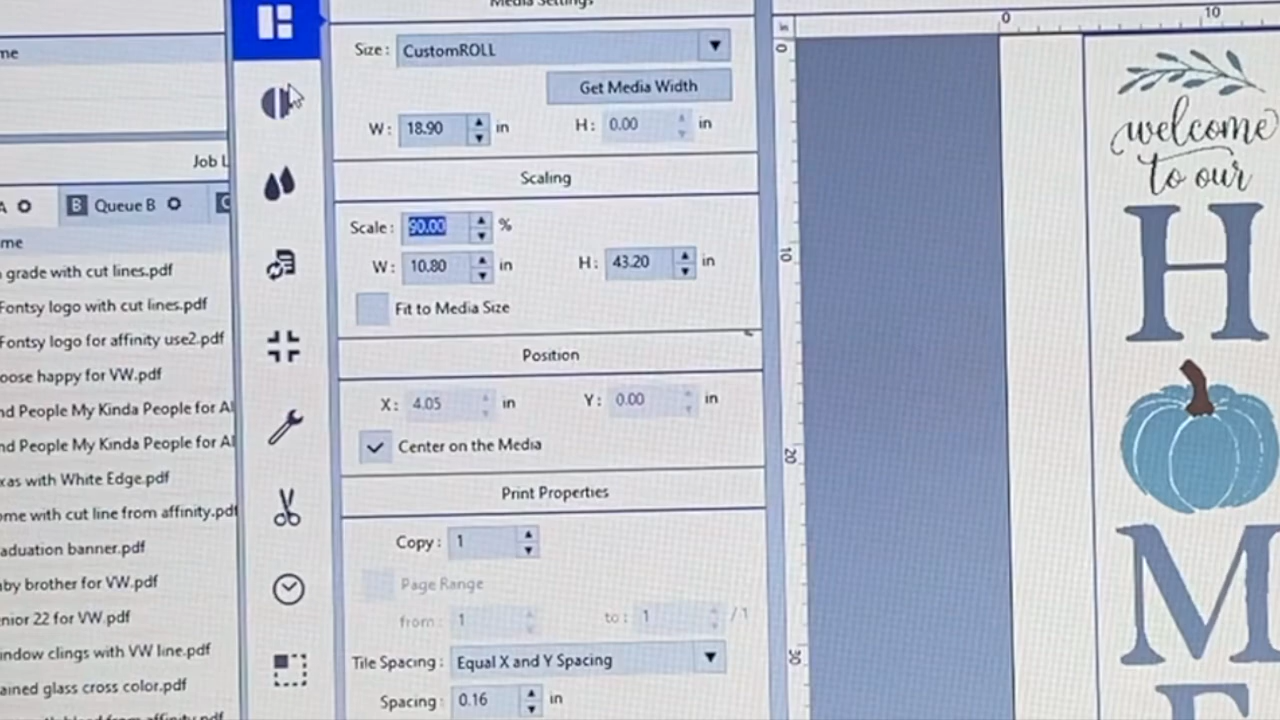 Media Settings
me
Size: CustomROLL
Get Media Width
W: 18.90 in H: 0.00 in
Job L
Scaling
A B Queue B C
Scale: 90.00 %
me
W: 10.80 in H: 43.20 in
grade with cut lines.pdf
Fit to Media Size
Fontsy logo with cut lines.pdf
Fontsy logo for affinity use2.pdf
Position
oose happy for VW.pdf
X: 4.05 in Y: 0.00 in
nd People My Kinda People for Al
Center on the Media
nd People My Kinda People for Al
xas with White Edge.pdf
Print Properties
ome with cut line from affinity.pdf
Copy: 1
aduation banner.pdf
Page Range
by brother for VW.pdf
from: 1 to: 1 / 1
nior 22 for VW.pdf
Tile Spacing: Equal X and Y Spacing
indow clings with VW line.pdf
Spacing: 0.16 in
ained glass cross color.pdf
from affinity.pdf
in
0 10
0
10
20
30
welcome
to our
H
M
E